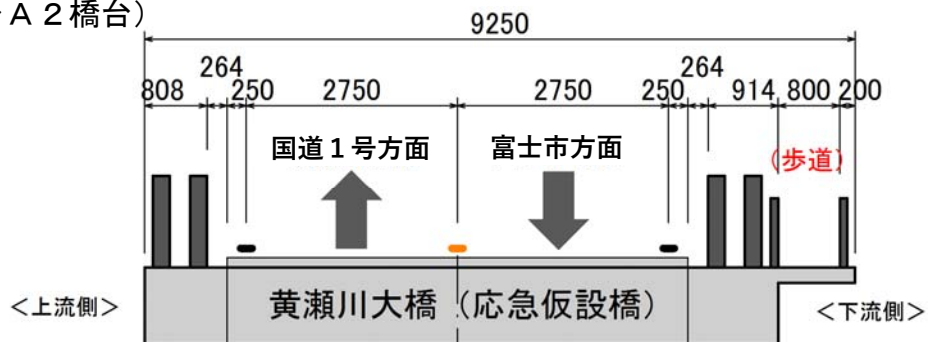 A2橋台）
9250
264 264
808 250 2750 2750 250 914 800 200
国道１号方面 富士市方面
（歩道）
＜上流側＞ 黄瀬川大橋（応急仮設橋） ＜下流側＞